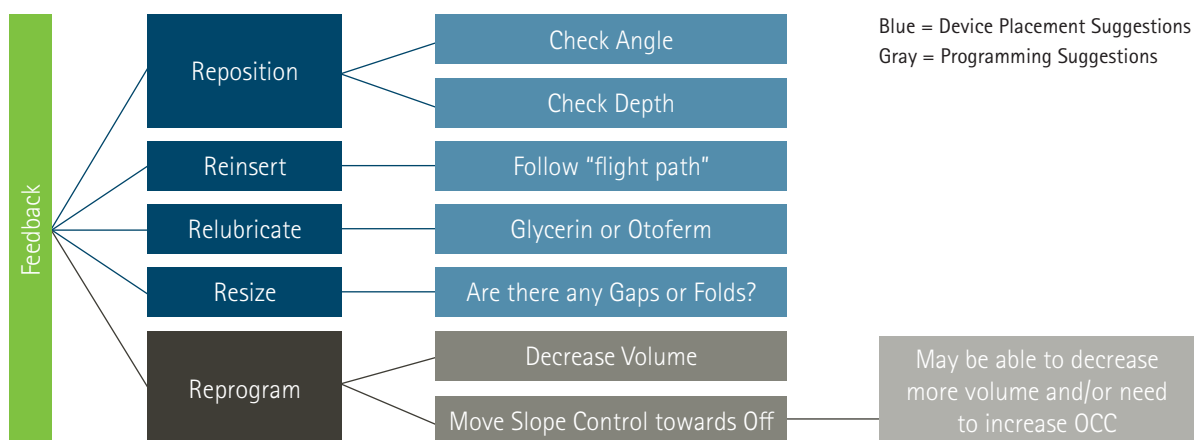 Blue = Device Placement Suggestions
Gray = Programming Suggestions
Feedback
Reposition
Check Angle
Check Depth
Reinsert
Follow “flight path”
Relubricate
Glycerin or Otoferm
Resize
Are there any Gaps or Folds?
Reprogram
Decrease Volume
Move Slope Control towards Off
May be able to decrease
more volume and/or need
to increase OCC